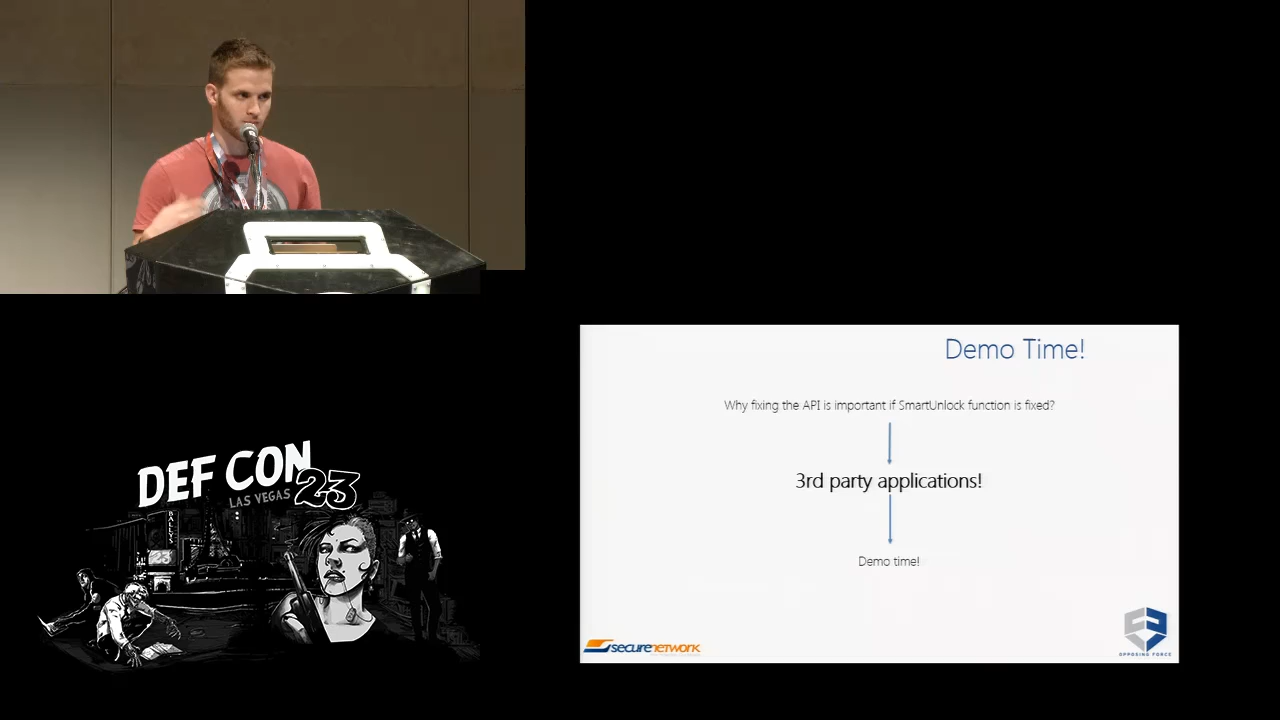 Demo Time!
Why fixing the API is important if SmartUnlock function is fixed?
3rd party applications!
Demo time!
securenetwork
OPPOSING FORCE
DEF CON
LAS VEGAS 23
BALLYS